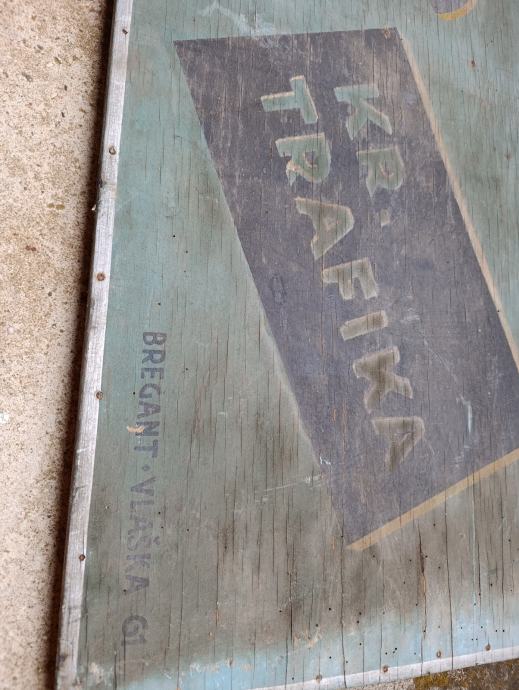 KR. TRAFIKA
BREGANT · VLAŠKA 61